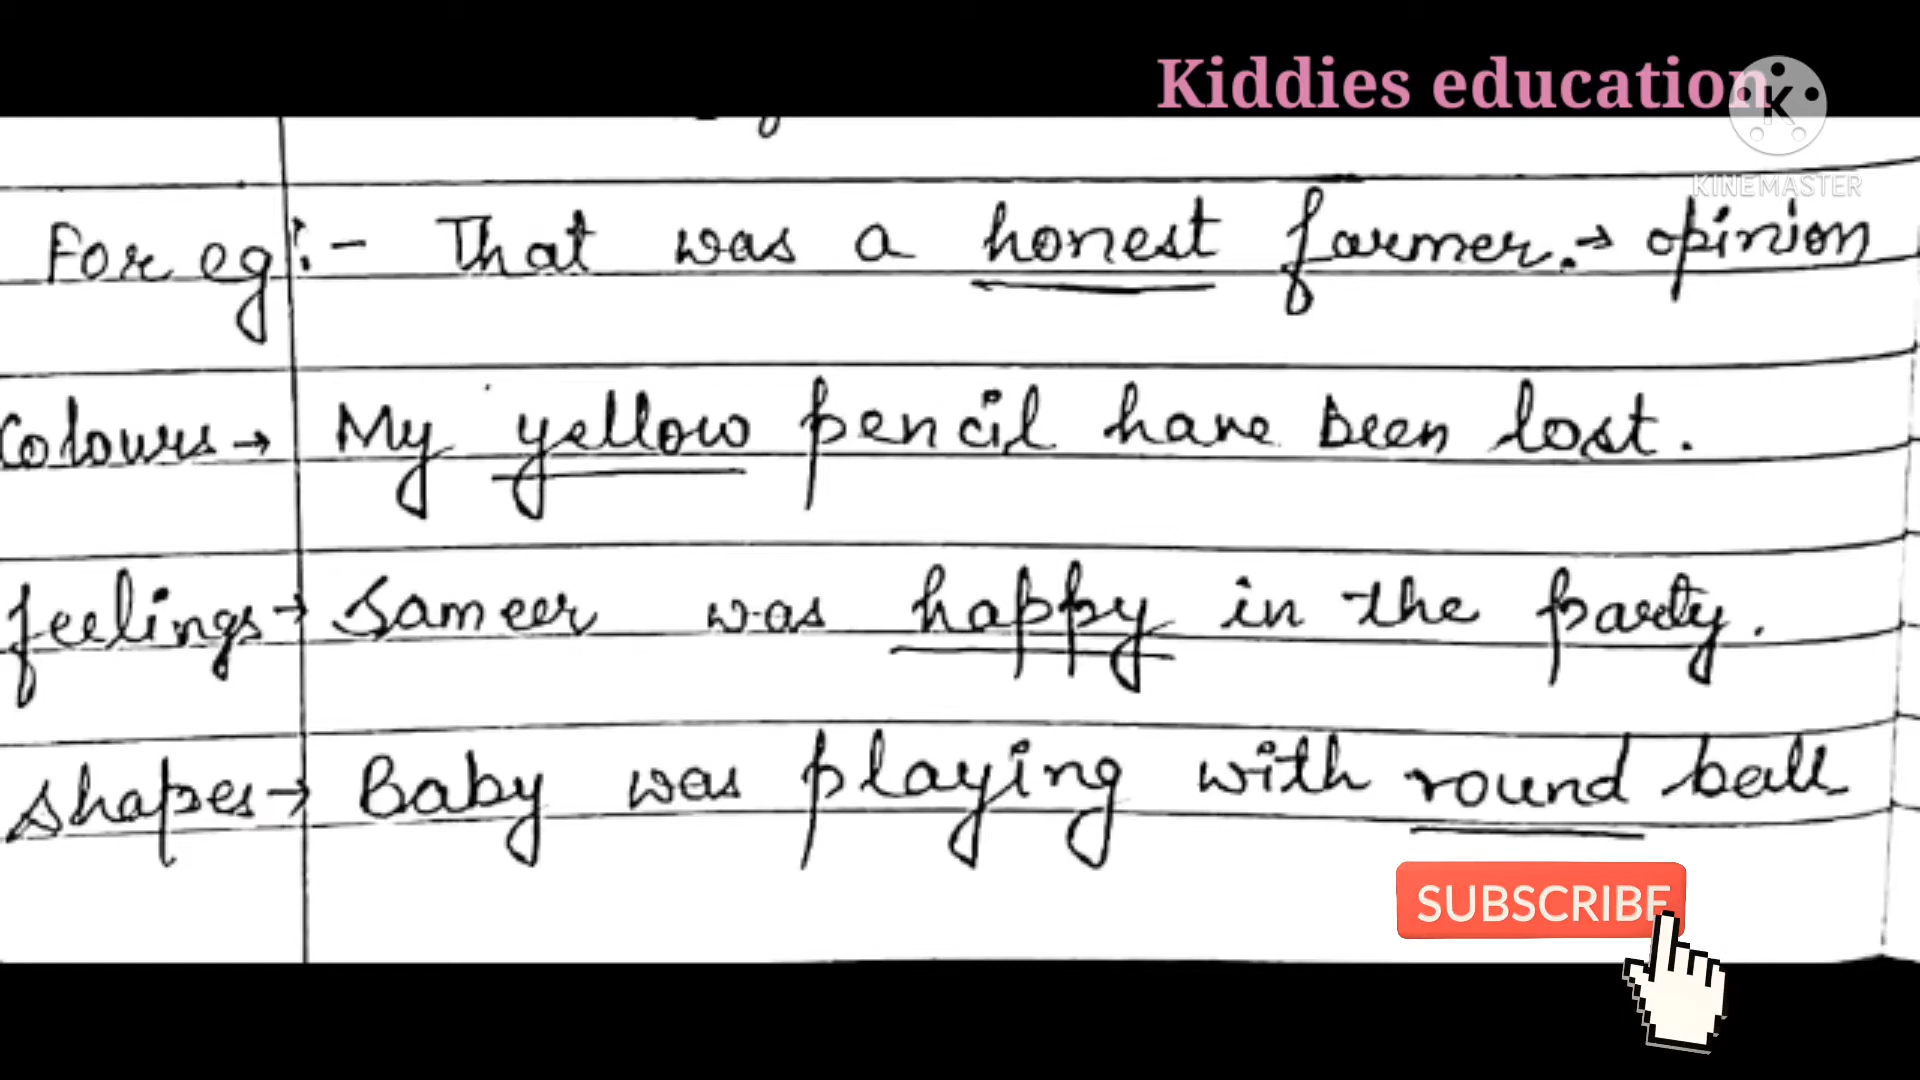 Kiddies education
K
KINEMASTER
For eg:- That was a honest farmer.→ opinion
Colours → My yellow pencil have been lost.
feelings → Sameer was happy in the party.
shapes → Baby was playing with round ball
SUBSCRIBE